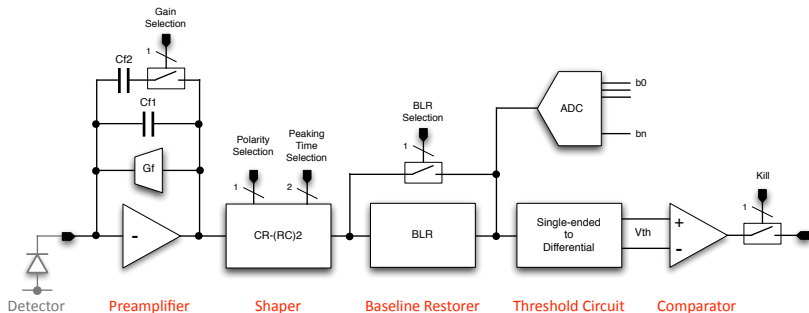 Gain
Selection
1
Cf2
Cf1
Gf
-
Polarity
Selection
1
Peaking
Time
Selection
2
CR-(RC)2
BLR
Selection
1
BLR
ADC
b0
bn
Single-ended
to
Differential
Vth
+
-
Kill
1
Detector
Preamplifier
Shaper
Baseline Restorer
Threshold Circuit
Comparator